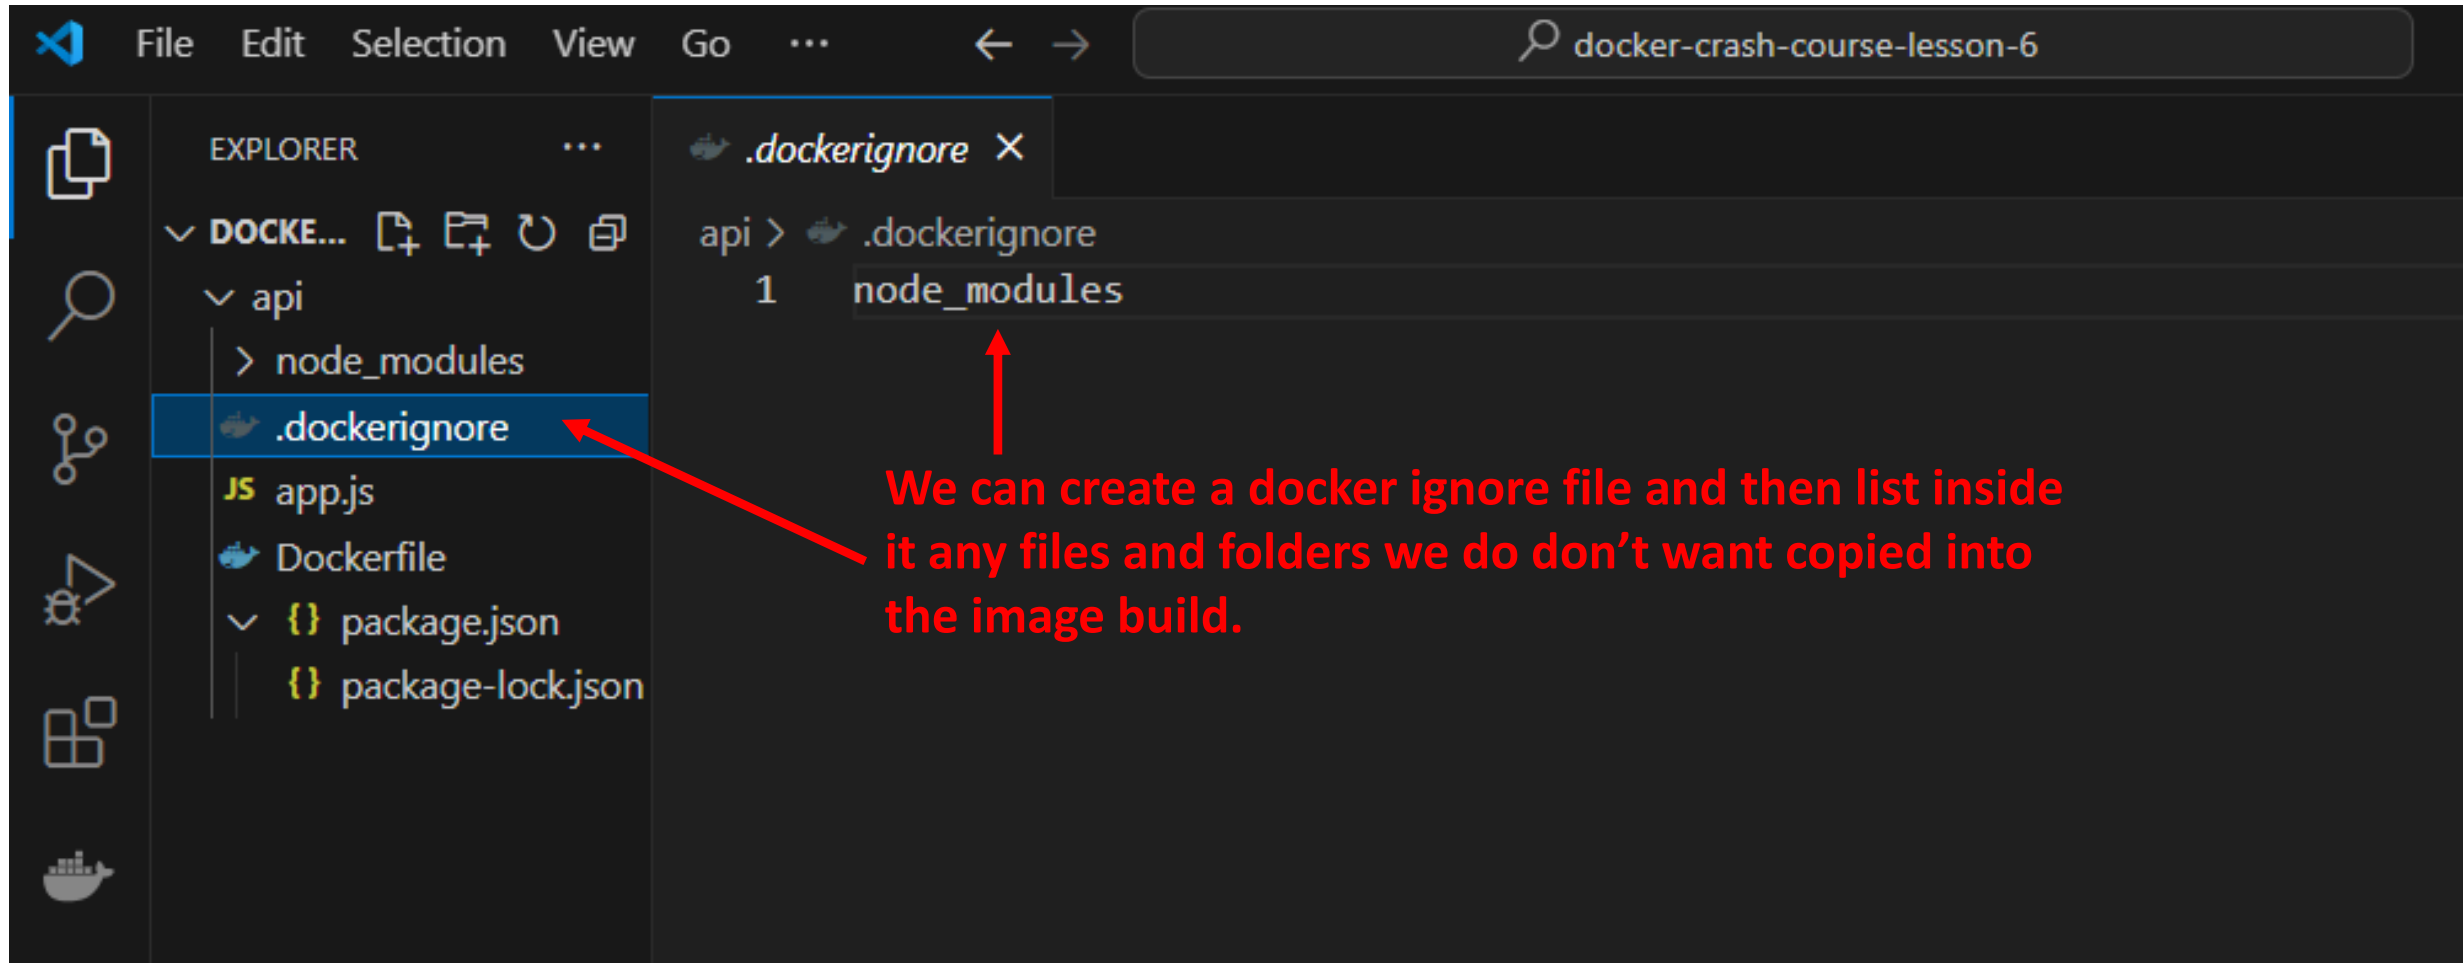 File Edit Selection View Go ··· docker-crash-course-lesson-6
EXPLORER ···
.dockerignore
DOCKE...
api > .dockerignore
1 node_modules
api
node_modules
.dockerignore
JS app.js
Dockerfile
{} package.json
{} package-lock.json
We can create a docker ignore file and then list inside
it any files and folders we do don’t want copied into
the image build.